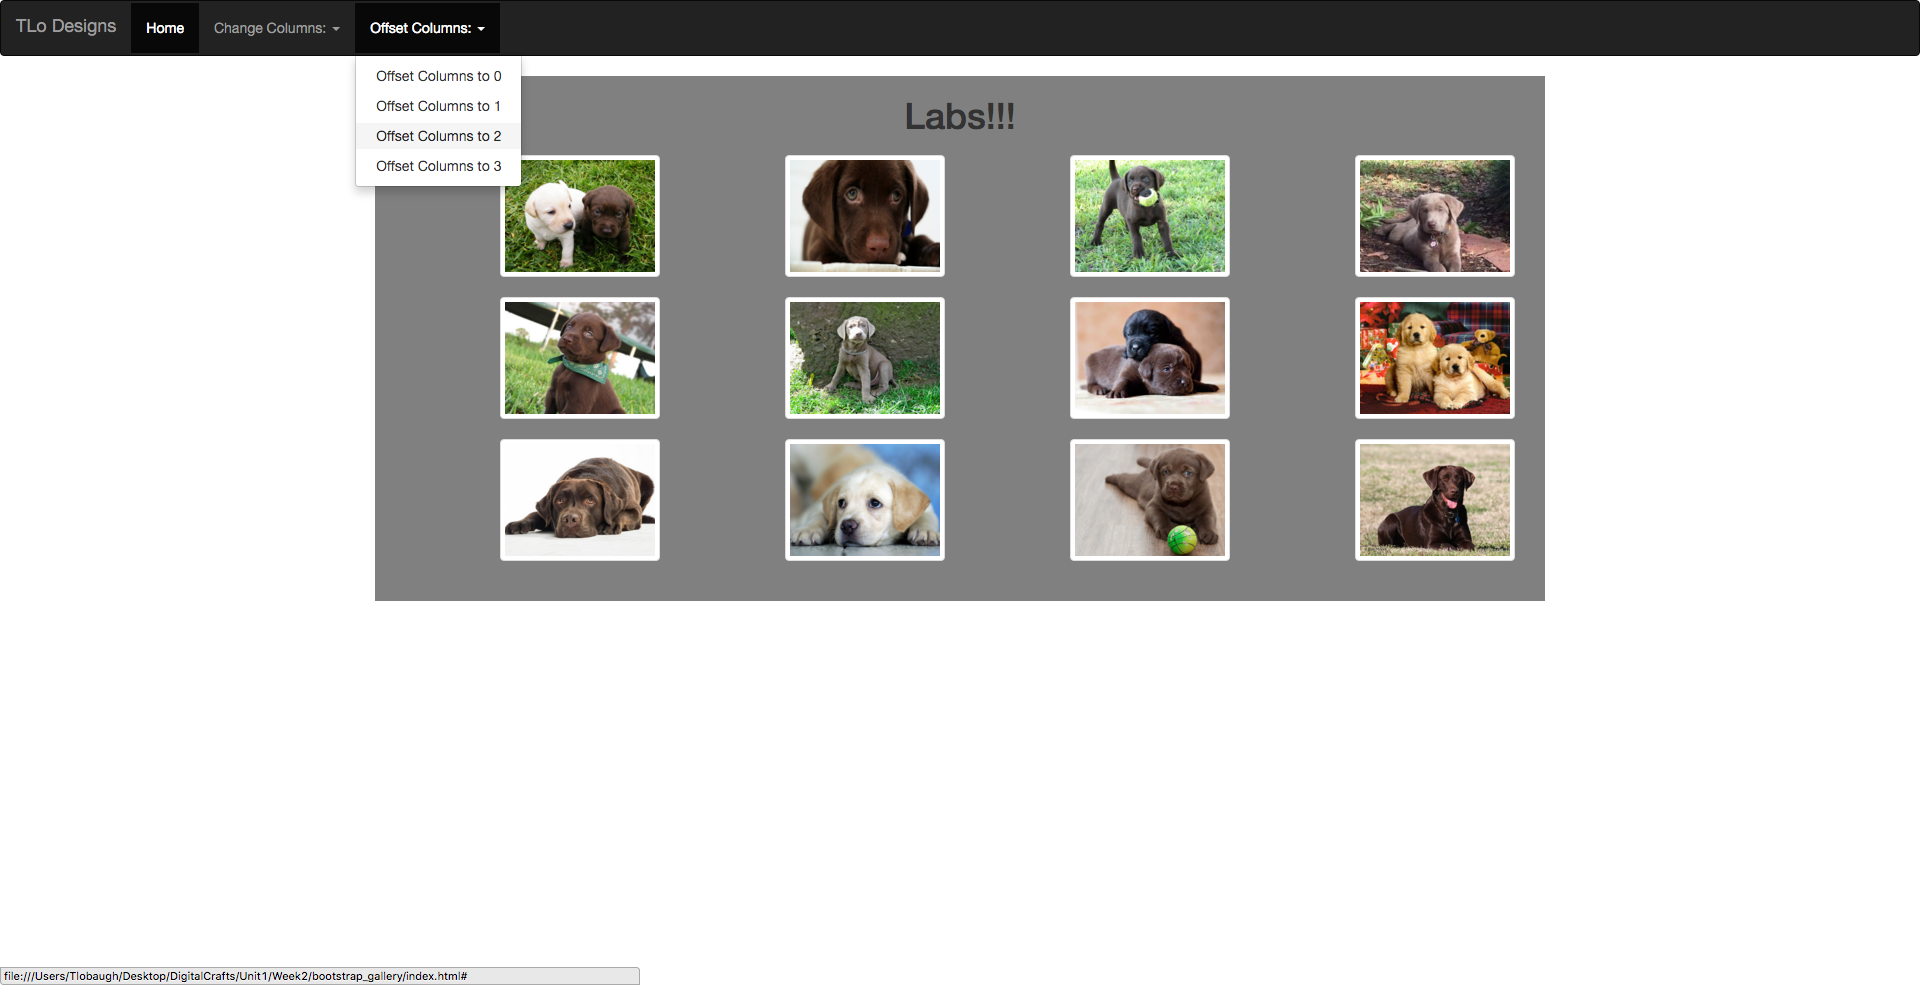 TLo Designs Home Change Columns: Offset Columns:
Offset Columns to 0
Offset Columns to 1
Offset Columns to 2
Offset Columns to 3
Labs!!!
file:///Users/Tlobaugh/Desktop/DigitalCrafts/Unit1/Week2/bootstrap_gallery/index.html#